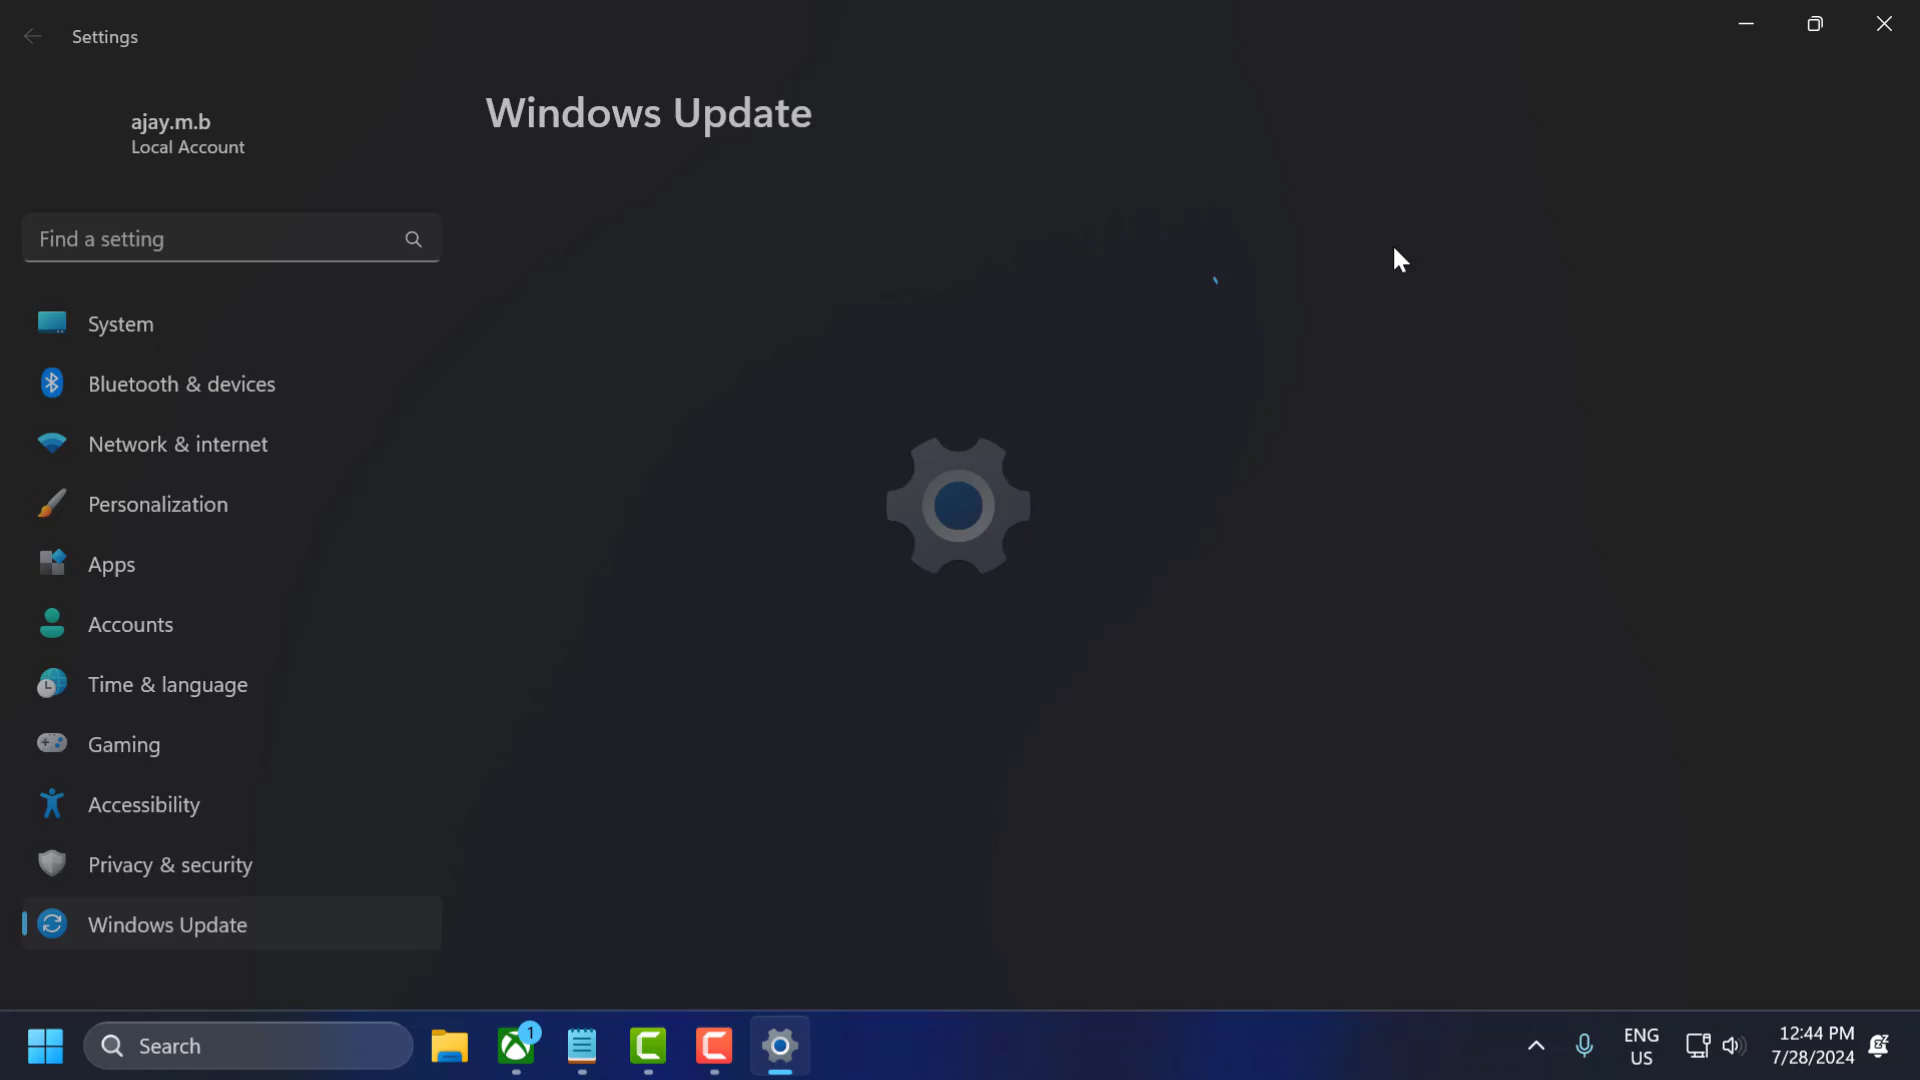 Settings
ajay.m.b
Local Account
Windows Update
Find a setting
System
Bluetooth & devices
Network & internet
Personalization
Apps
Accounts
Time & language
Gaming
Accessibility
Privacy & security
Windows Update
Search
1
ENG
US
12:44 PM
7/28/2024